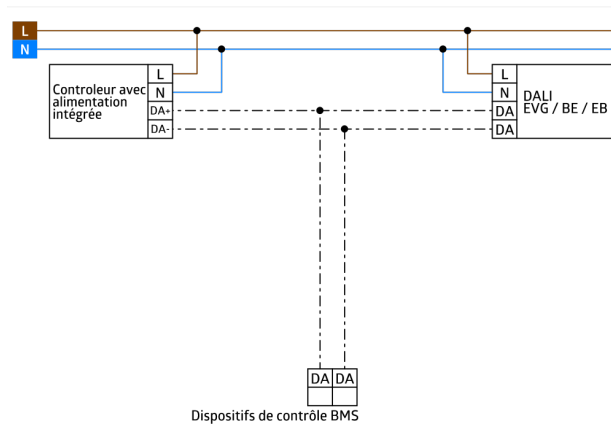 L
N
Controleur avec
alimentation
intégrée
L
N
DA+
DA-
L
N
DA
DA
DALI
EVG / BE / EB
DA DA
Dispositifs de contrôle BMS